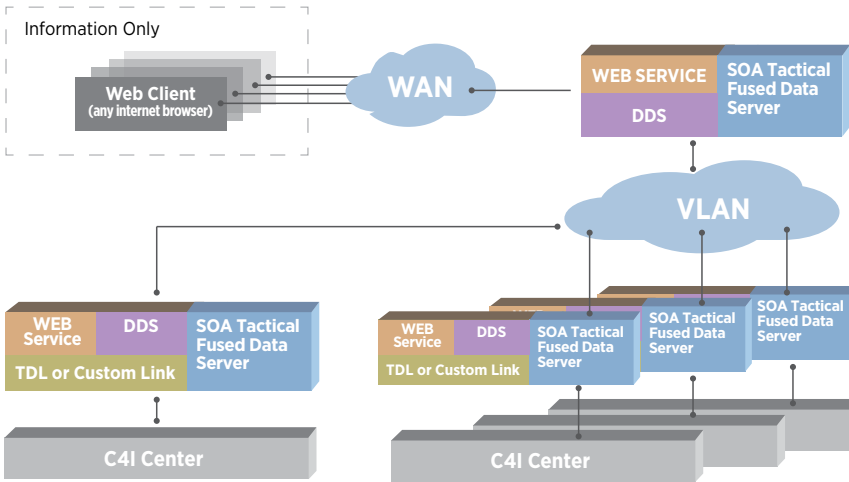 Information Only
Web Client
(any internet browser)
WAN
WEB SERVICE
DDS
SOA Tactical
Fused Data
Server
VLAN
WEB
Service
DDS
TDL or Custom Link
SOA Tactical
Fused Data
Server
C4I Center
WEB
Service
DDS
TDL or Custom Link
SOA Tactical
Fused Data
Server
SOA Tactical
Fused Data
Server
SOA Tactical
Fused Data
Server
C4I Center